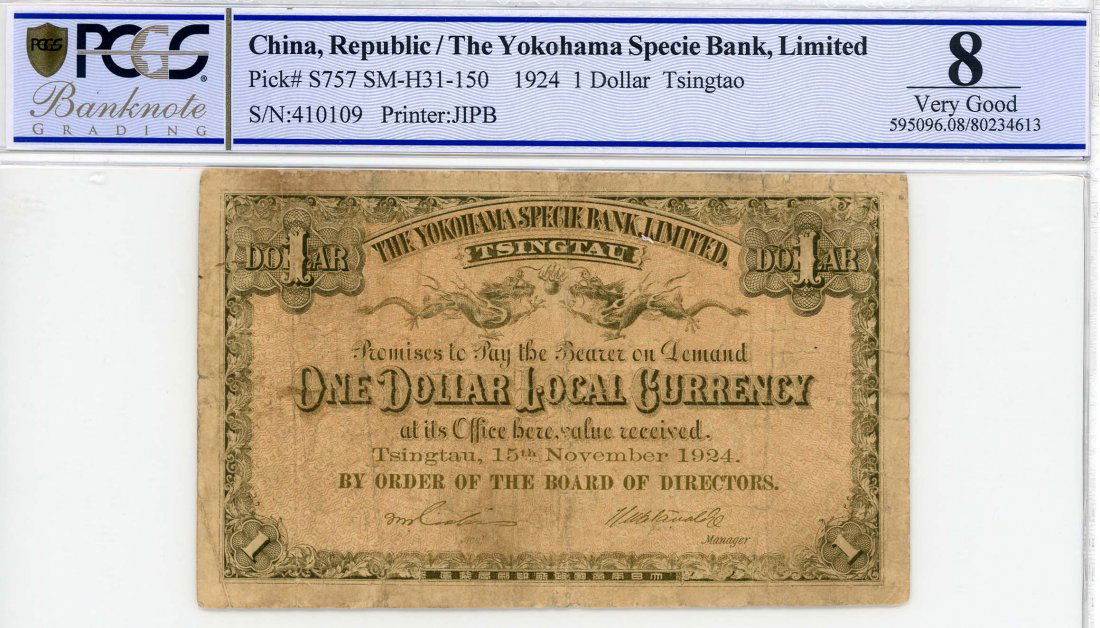 PCGS
Banknote
GRADING
China, Republic / The Yokohama Specie Bank, Limited
Pick# S757 SM-H31-150 1924 1 Dollar Tsingtao
S/N:410109 Printer:JIPB
8
Very Good
595096.08/80234613
THE YOKOHAMA SPECIE BANK, LIMITED.
TSINGTAU
DOLLAR 1
DOLLAR 1
Promises to Pay the Bearer on Demand
ONE DOLLAR LOCAL CURRENCY
at its Office here, value received.
Tsingtau, 15th November 1924.
BY ORDER OF THE BOARD OF DIRECTORS.
Manager
1
1